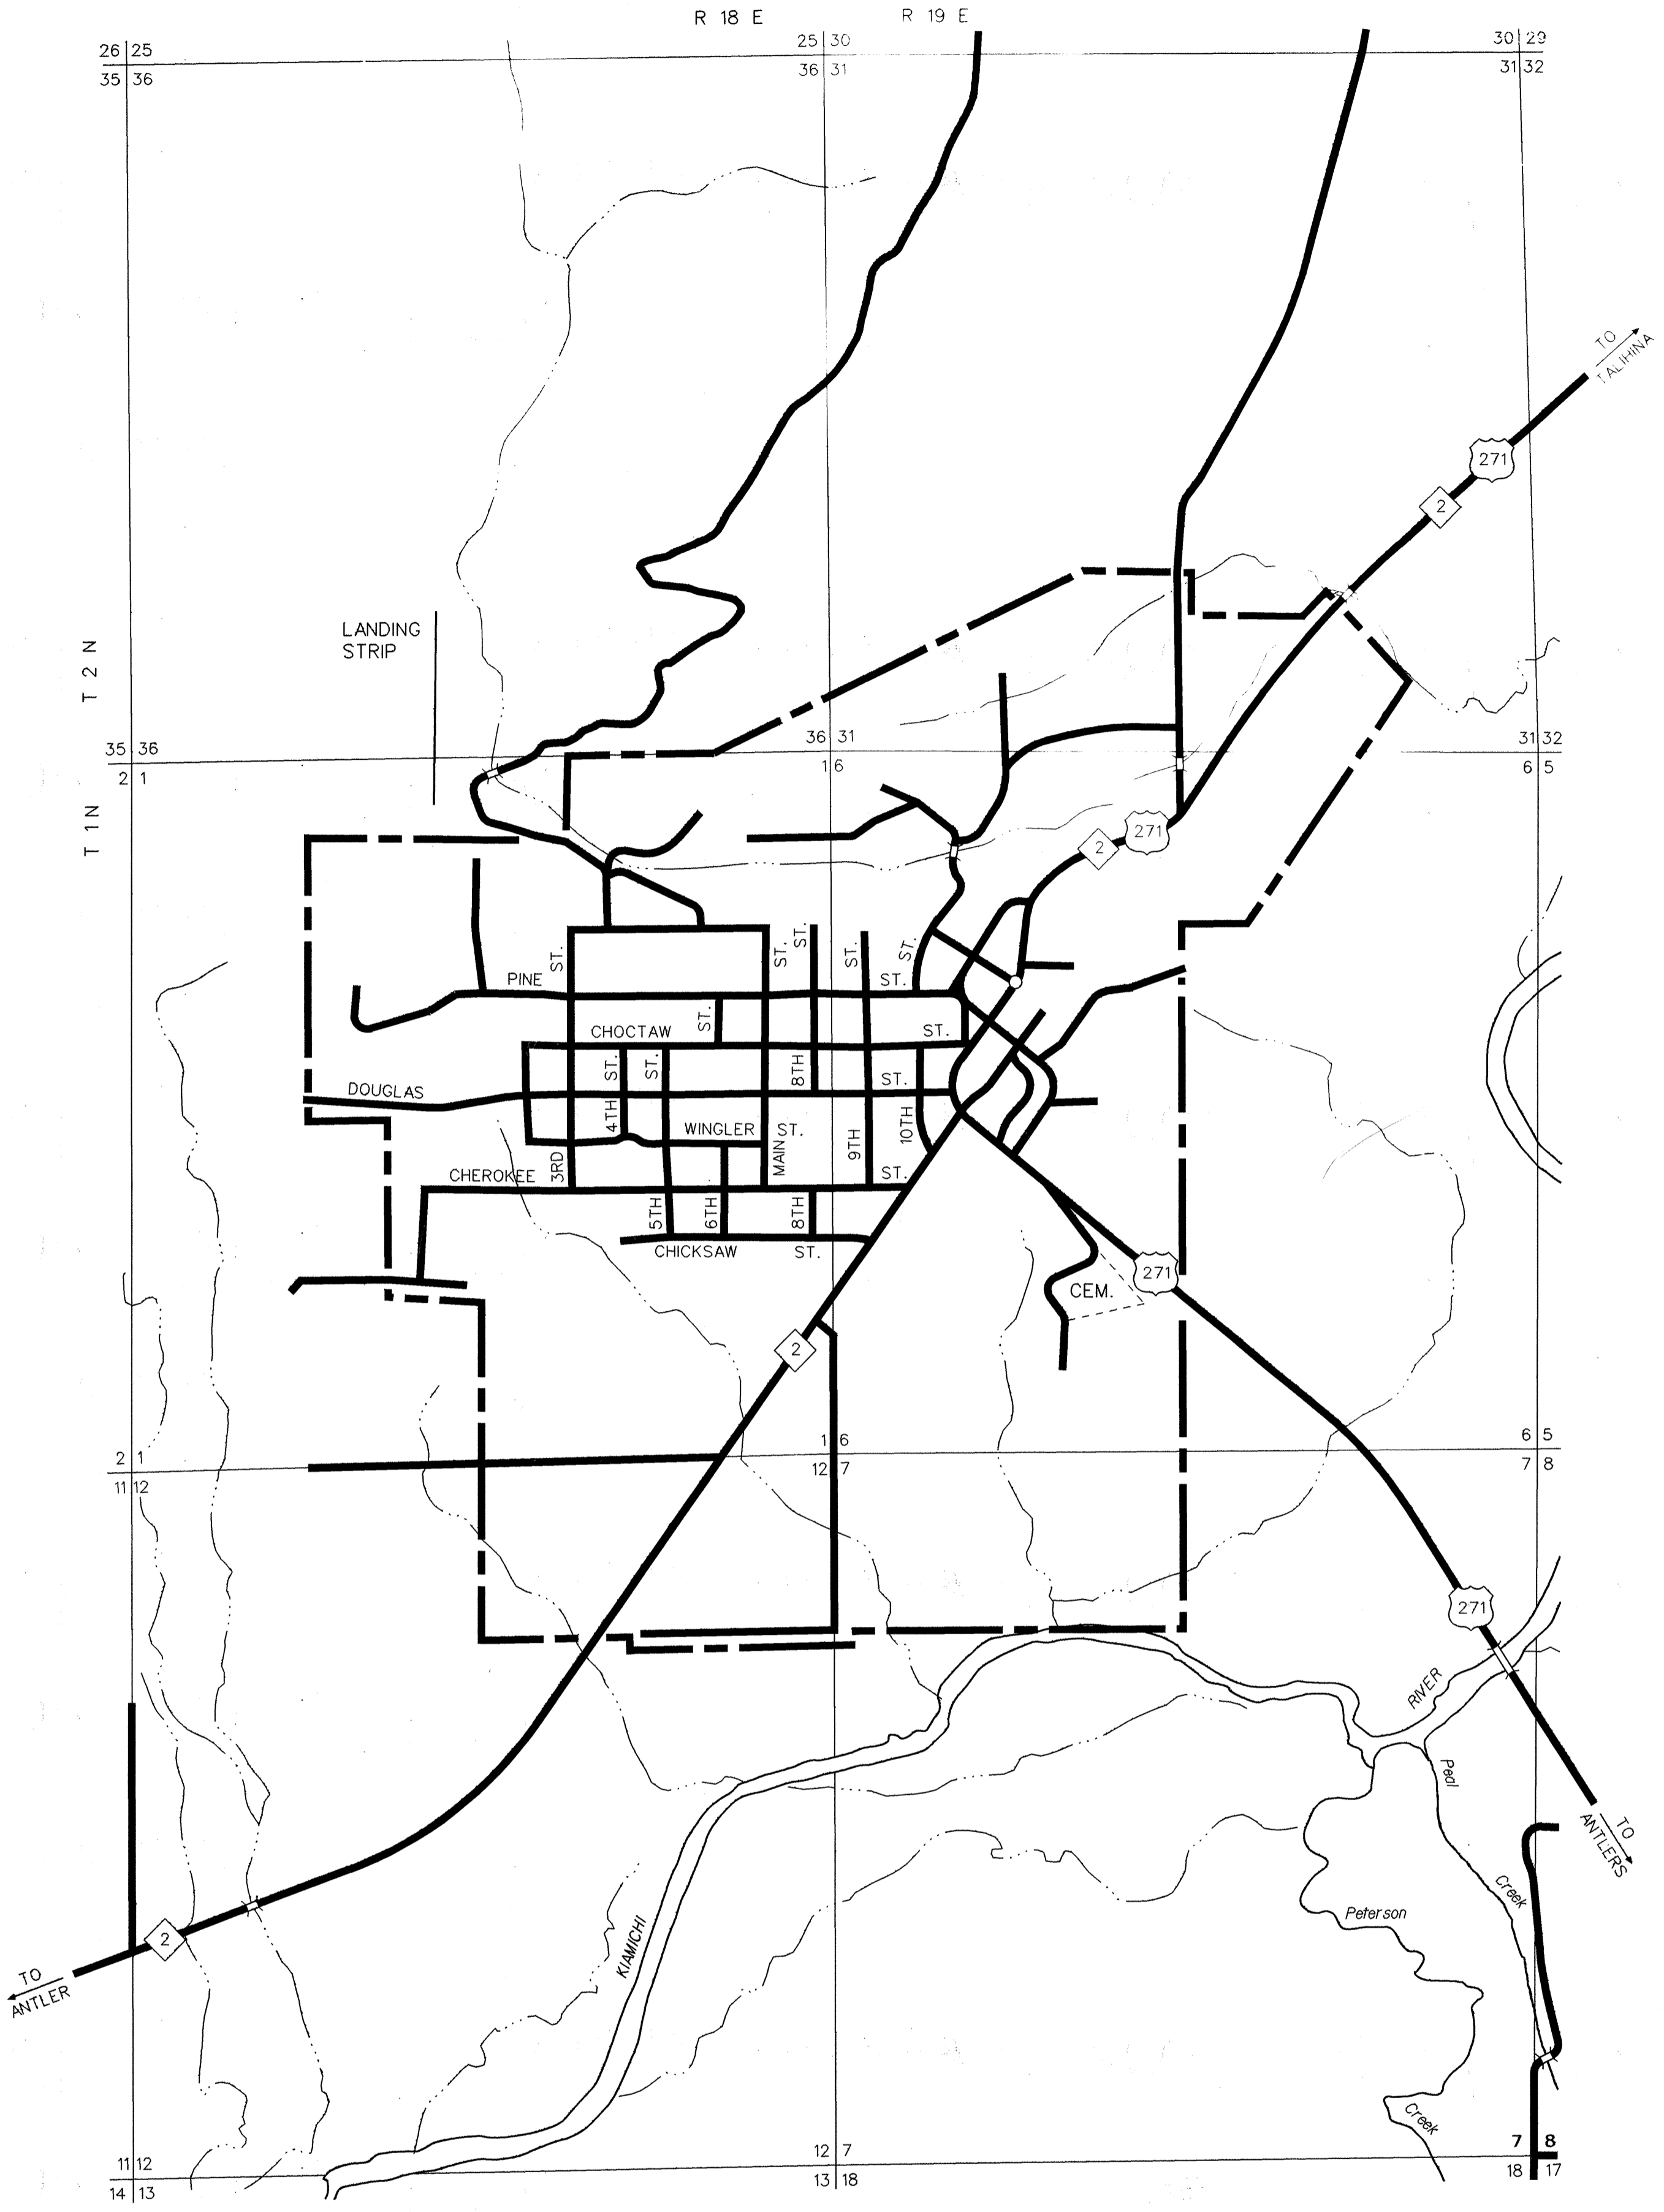 R 18 E
R 19 E
26 25
25 30
30 29
35 36
36 31
31 32
TO
TALIHINA
271
2
LANDING
STRIP
T 2 N
35 36
36 31
31 32
2 1
1 6
6 5
T 1 N
271
2
ST.
ST.
ST.
ST.
ST.
PINE
ST.
ST.
CHOCTAW
ST.
ST.
ST.
8TH
ST.
DOUGLAS
4TH
WINGLER
ST.
10TH
3RD
MAIN
9TH
CHEROKEE
ST.
5TH
6TH
8TH
CHICKSAW
ST.
271
CEM.
2
2 1
1 6
6 5
11 12
12 7
7 8
271
RIVER
Peal
TO
ANTLERS
Creek
Peterson
2
KIAMICHI
TO
ANTLER
Creek
11 12
12 7
7 8
14 13
13 18
18 17